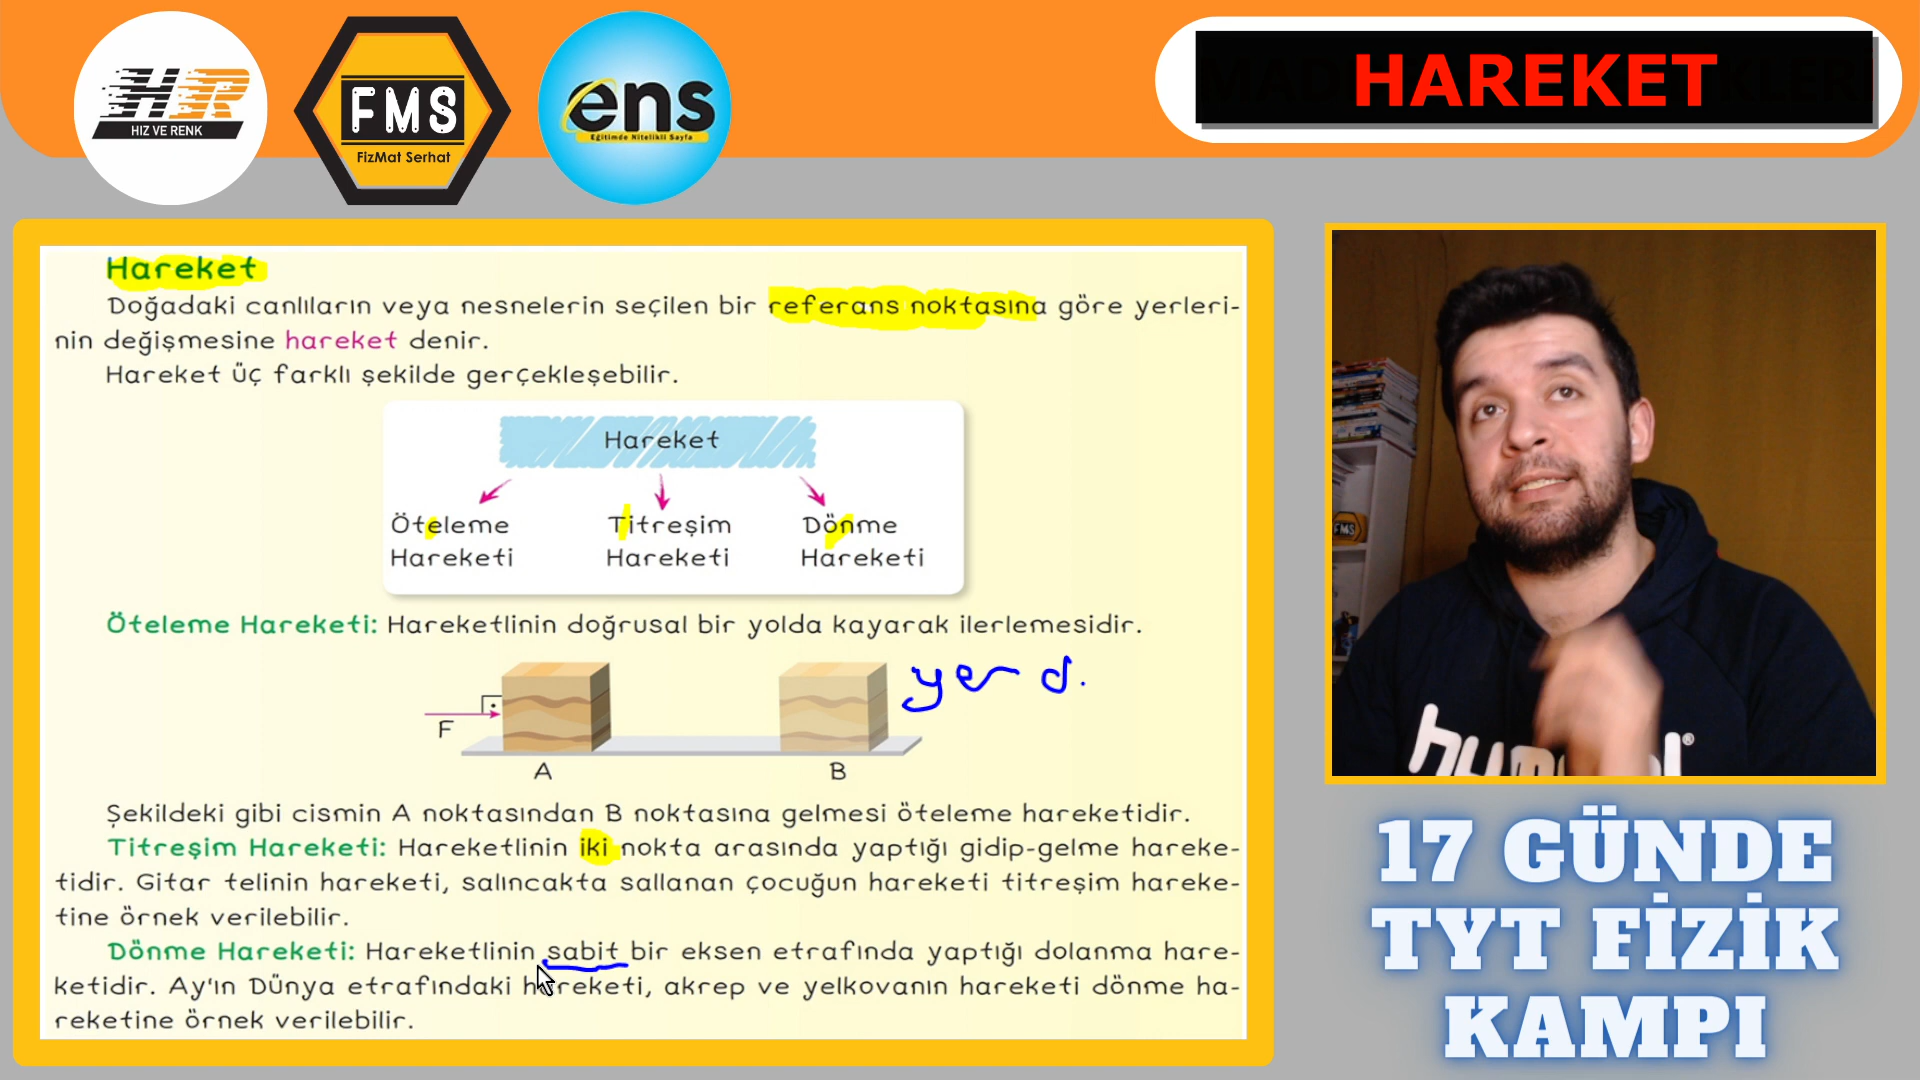 HR
HIZ VE RENK
FMS
FizMat Serhat
ens
Eğitimde Nitelikli Sayfa
HAREKET
Hareket
Doğadaki canlıların veya nesnelerin seçilen bir referans noktasına göre yerleri-
nin değişmesine hareket denir.
Hareket üç farklı şekilde gerçekleşebilir.
Hareket
Öteleme Hareketi
Titreşim Hareketi
Dönme Hareketi
Öteleme Hareketi: Hareketlinin doğrusal bir yolda kayarak ilerlemesidir.
yer d.
F
A
B
Şekildeki gibi cismin A noktasından B noktasına gelmesi öteleme hareketidir.
Titreşim Hareketi: Hareketlinin iki nokta arasında yaptığı gidip-gelme hareke-
tidir. Gitar telinin hareketi, salıncakta sallanan çocuğun hareketi titreşim hareke-
tine örnek verilebilir.
Dönme Hareketi: Hareketlinin sabit bir eksen etrafında yaptığı dolanma hare-
ketidir. Ay'ın Dünya etrafındaki hareketi, akrep ve yelkovanın hareketi dönme ha-
reketine örnek verilebilir.
FMS
17 GÜNDE
TYT FİZİK
KAMPI